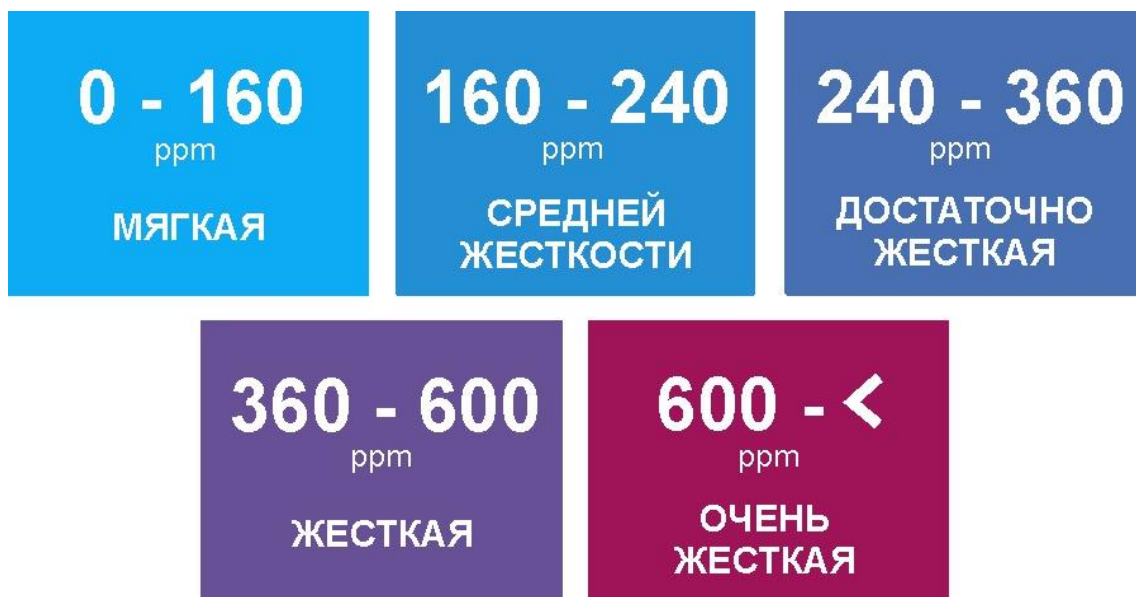 0 - 160
ppm
МЯГКАЯ
160 - 240
ppm
СРЕДНЕЙ
ЖЕСТКОСТИ
240 - 360
ppm
ДОСТАТОЧНО
ЖЕСТКАЯ
360 - 600
ppm
ЖЕСТКАЯ
600 - <
ppm
ОЧЕНЬ
ЖЕСТКАЯ